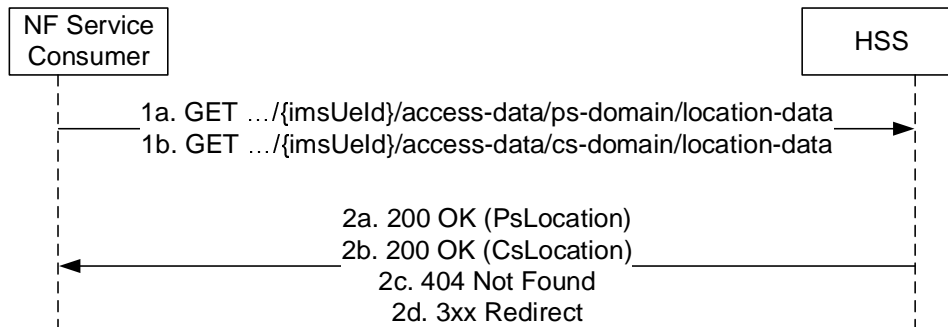 NF Service
Consumer
HSS
1a. GET …/{imsUeId}/access-data/ps-domain/location-data
1b. GET …/{imsUeId}/access-data/cs-domain/location-data
2a. 200 OK (PsLocation)
2b. 200 OK (CsLocation)
2c. 404 Not Found
2d. 3xx Redirect